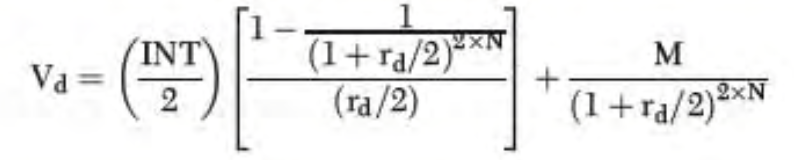 V_d = (INT/2) [(1 − 1/(1 + r_d/2)^{2×N})/(r_d/2)] + M/(1 + r_d/2)^{2×N}